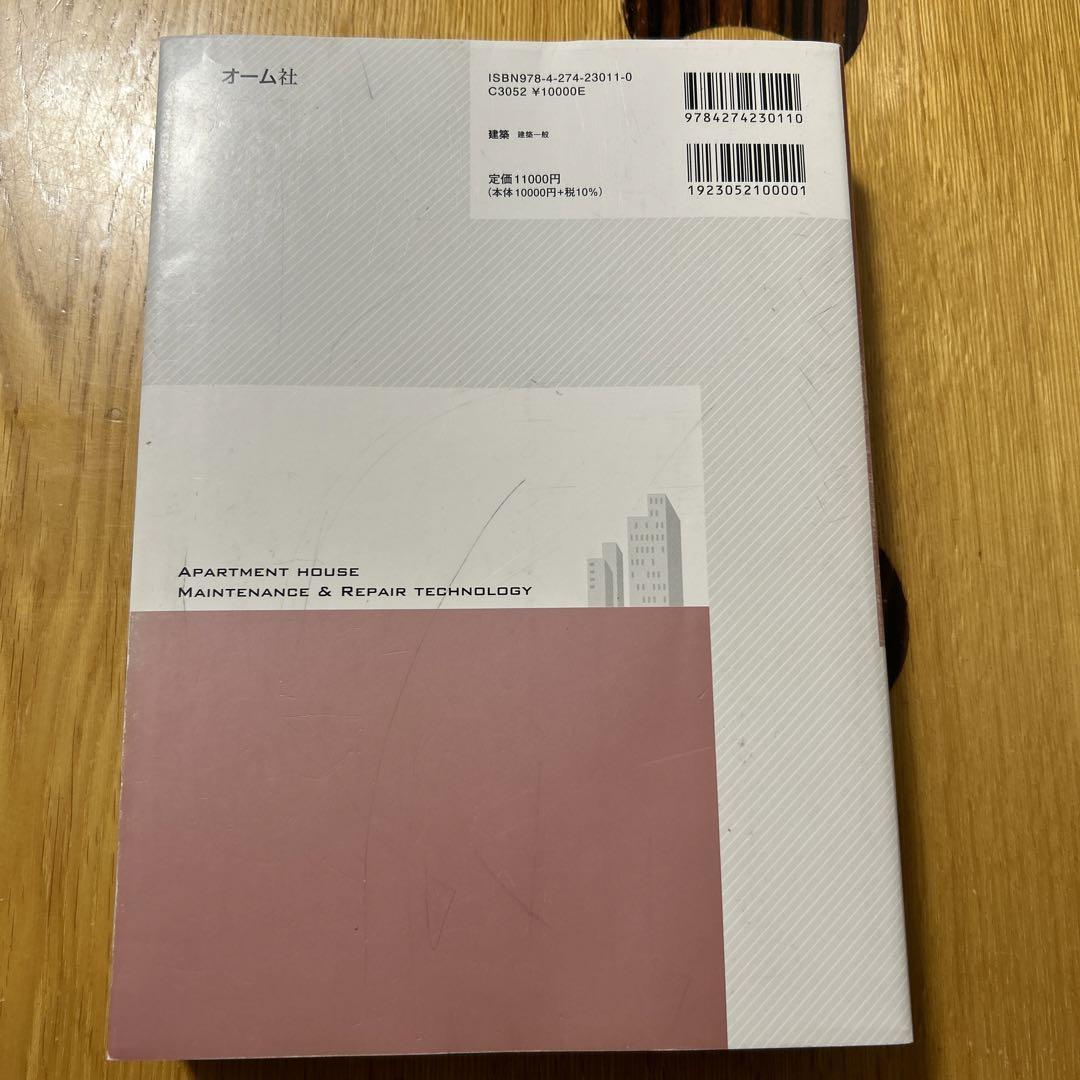 オーム社
ISBN978-4-274-23011-0
C3052 ¥10000E
9784274230110
建築 建築一般
定価11000円
(本体10000円+税10%)
1923052100001
APARTMENT HOUSE
MAINTENANCE & REPAIR TECHNOLOGY